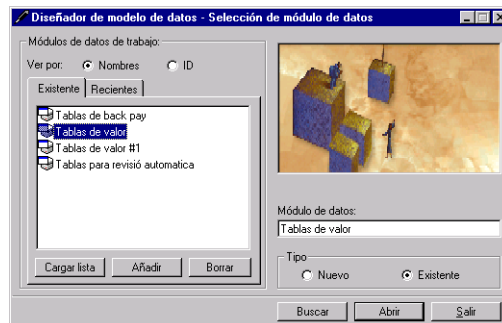 Diseñador de modelo de datos - Selección de módulo de datos
Módulos de datos de trabajo:
Ver por: Nombres ID
Existente Recientes
Tablas de back pay
Tablas de valor
Tablas de valor #1
Tablas para revisió automatica
Cargar lista Añadir Borrar
Módulo de datos:
Tablas de valor
Tipo
Nuevo Existente
Buscar Abrir Salir